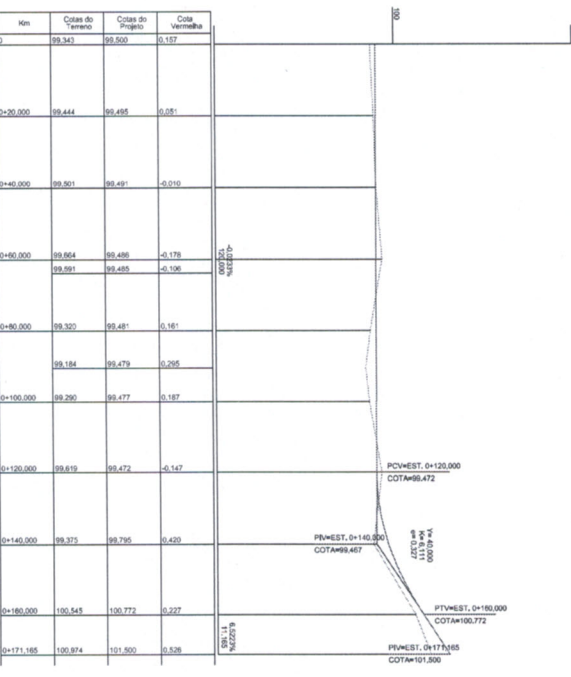 Km Cotas do Terreno Cotas do Projeto Cota Vermelha
100
0 99,343 99,500 0,157
0+20,000 99,444 99,495 0,051
0+40,000 99,501 99,491 -0,010
0+60,000 99,664 99,486 -0,178
99,591 99,485 -0,106
-0,0233%
120,000
0+80,000 99,320 99,481 0,161
99,184 99,479 0,295
0+100,000 99,290 99,477 0,187
0+120,000 99,619 99,472 -0,147
PCV=EST. 0+120,000
COTA=99,472
0+140,000 99,375 99,795 0,420
PIV=EST. 0+140,000
COTA=99,467
Y= 40,000
K= 6,111
e= 0,327
0+160,000 100,545 100,772 0,227
PTV=EST. 0+160,000
COTA=100,772
6,5223%
11,165
0+171,165 100,974 101,500 0,526
PIV=EST. 0+171,165
COTA=101,500